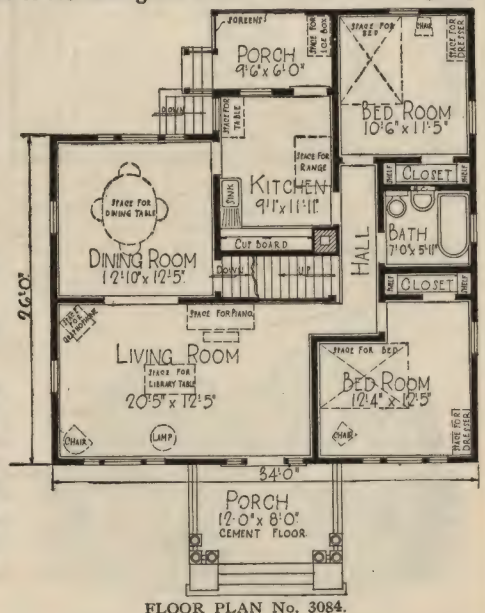 SCREENS
SPACE FOR
ICE BOX
PORCH
9'-6" x 6'-0"
SPACE FOR
BED
CHAIR
SPACE FOR
DRESSER
BED ROOM
10'-6" x 11'-5"
DOWN
SPACE FOR
TABLE
SPACE FOR
RANGE
KITCHEN
9'-1" x 11'-11"
SINK
CUPBOARD
SHELF
CLOSET
SHELF
BATH
7'-0" x 5'-11"
HALL
SPACE FOR
DINING TABLE
DINING ROOM
12'-10" x 12'-5"
DOWN
UP
SHELF
CLOSET
SHELF
26'-0"
FOR
SPACE FOR PIANO
LIVING ROOM
SPACE FOR
LIBRARY TABLE
20'-5" x 12'-5"
CHAIR
LAMP
SPACE FOR BED
BED ROOM
12'-4" x 12'-5"
CHAIR
SPACE FOR
DRESSER
34'-0"
PORCH
12'-0" x 8'-0"
CEMENT FLOOR
FLOOR PLAN No. 3084.